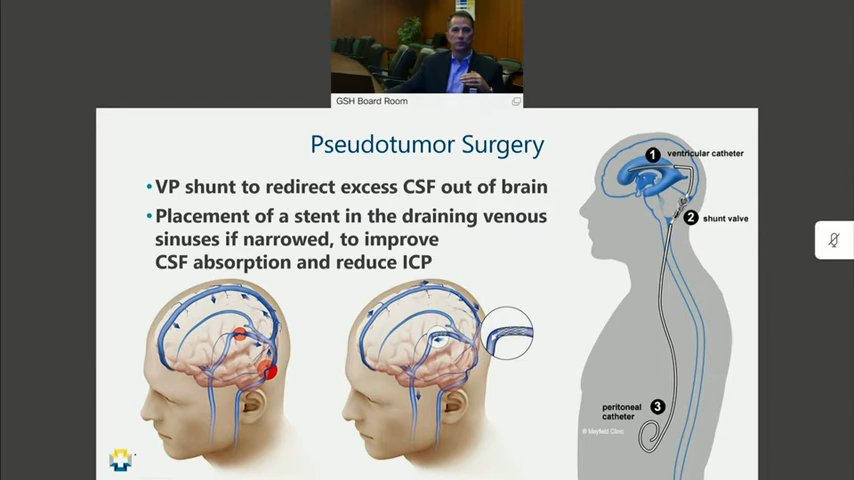 GSH Board Room
Pseudotumor Surgery
•VP shunt to redirect excess CSF out of brain
•Placement of a stent in the draining venous
sinuses if narrowed, to improve
CSF absorption and reduce ICP
1 ventricular catheter
2 shunt valve
peritoneal 3
catheter
© Mayfield Clinic